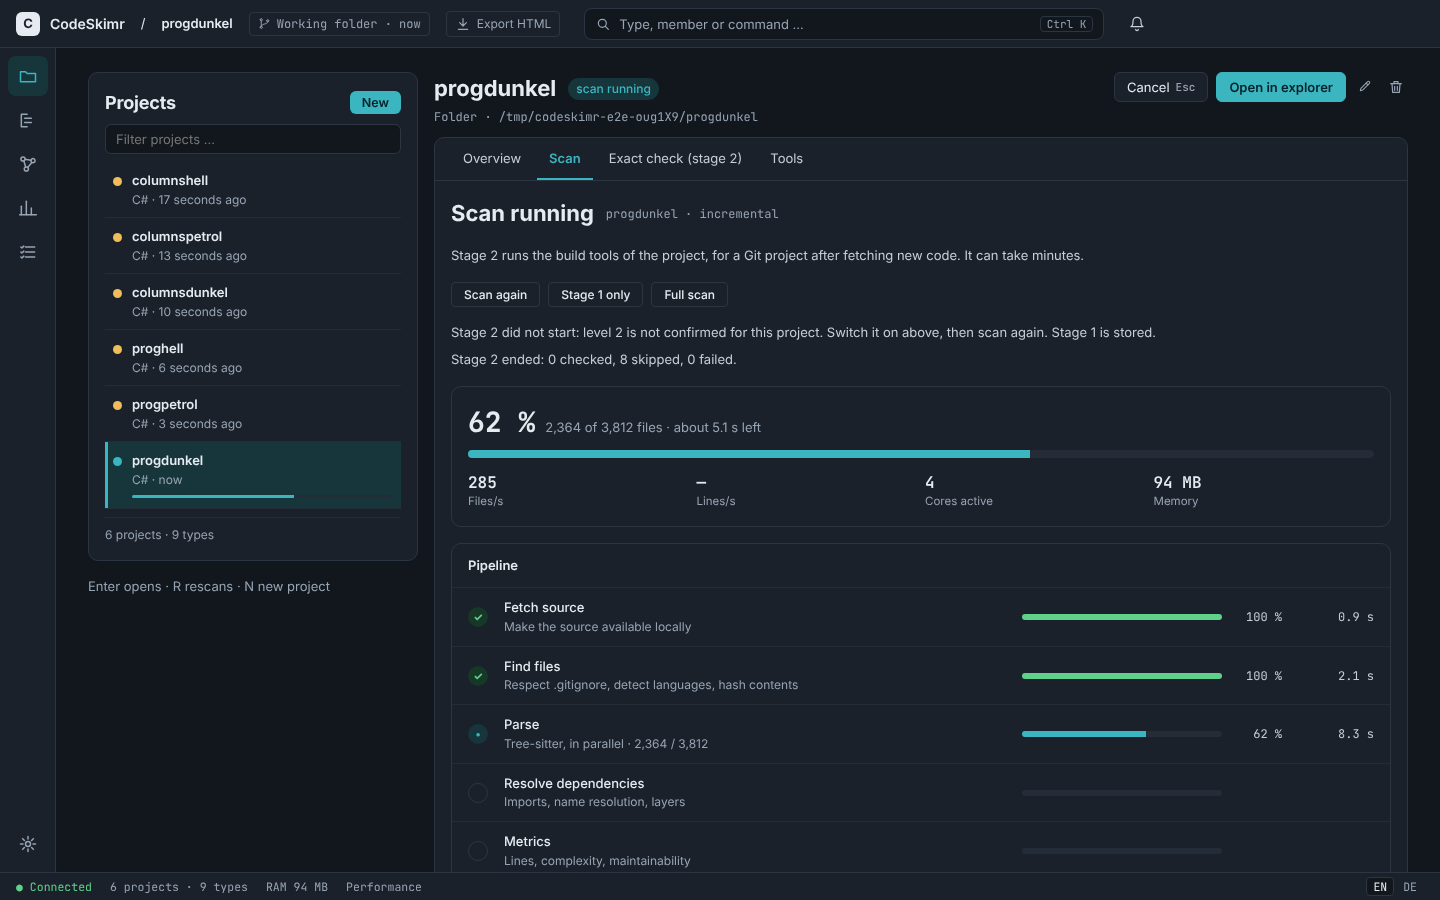 C CodeSkimr / progdunkel Working folder · now Export HTML Type, member or command ... Ctrl K
Projects New
Filter projects ...
columnshell
C# · 17 seconds ago
columnspetrol
C# · 13 seconds ago
columnsdunkel
C# · 10 seconds ago
proghell
C# · 6 seconds ago
progpetrol
C# · 3 seconds ago
progdunkel
C# · now
6 projects · 9 types
Enter opens · R rescans · N new project
progdunkel scan running Cancel Esc Open in explorer
Folder · /tmp/codeskimr-e2e-oug1X9/progdunkel
Overview Scan Exact check (stage 2) Tools
Scan running progdunkel · incremental
Stage 2 runs the build tools of the project, for a Git project after fetching new code. It can take minutes.
Scan again Stage 1 only Full scan
Stage 2 did not start: level 2 is not confirmed for this project. Switch it on above, then scan again. Stage 1 is stored.
Stage 2 ended: 0 checked, 8 skipped, 0 failed.
62 % 2,364 of 3,812 files · about 5.1 s left
285 – 4 94 MB
Files/s Lines/s Cores active Memory
Pipeline
Fetch source
Make the source available locally 100 % 0.9 s
Find files
Respect .gitignore, detect languages, hash contents 100 % 2.1 s
Parse
Tree-sitter, in parallel · 2,364 / 3,812 62 % 8.3 s
Resolve dependencies
Imports, name resolution, layers
Metrics
Lines, complexity, maintainability
Connected 6 projects · 9 types RAM 94 MB Performance EN DE